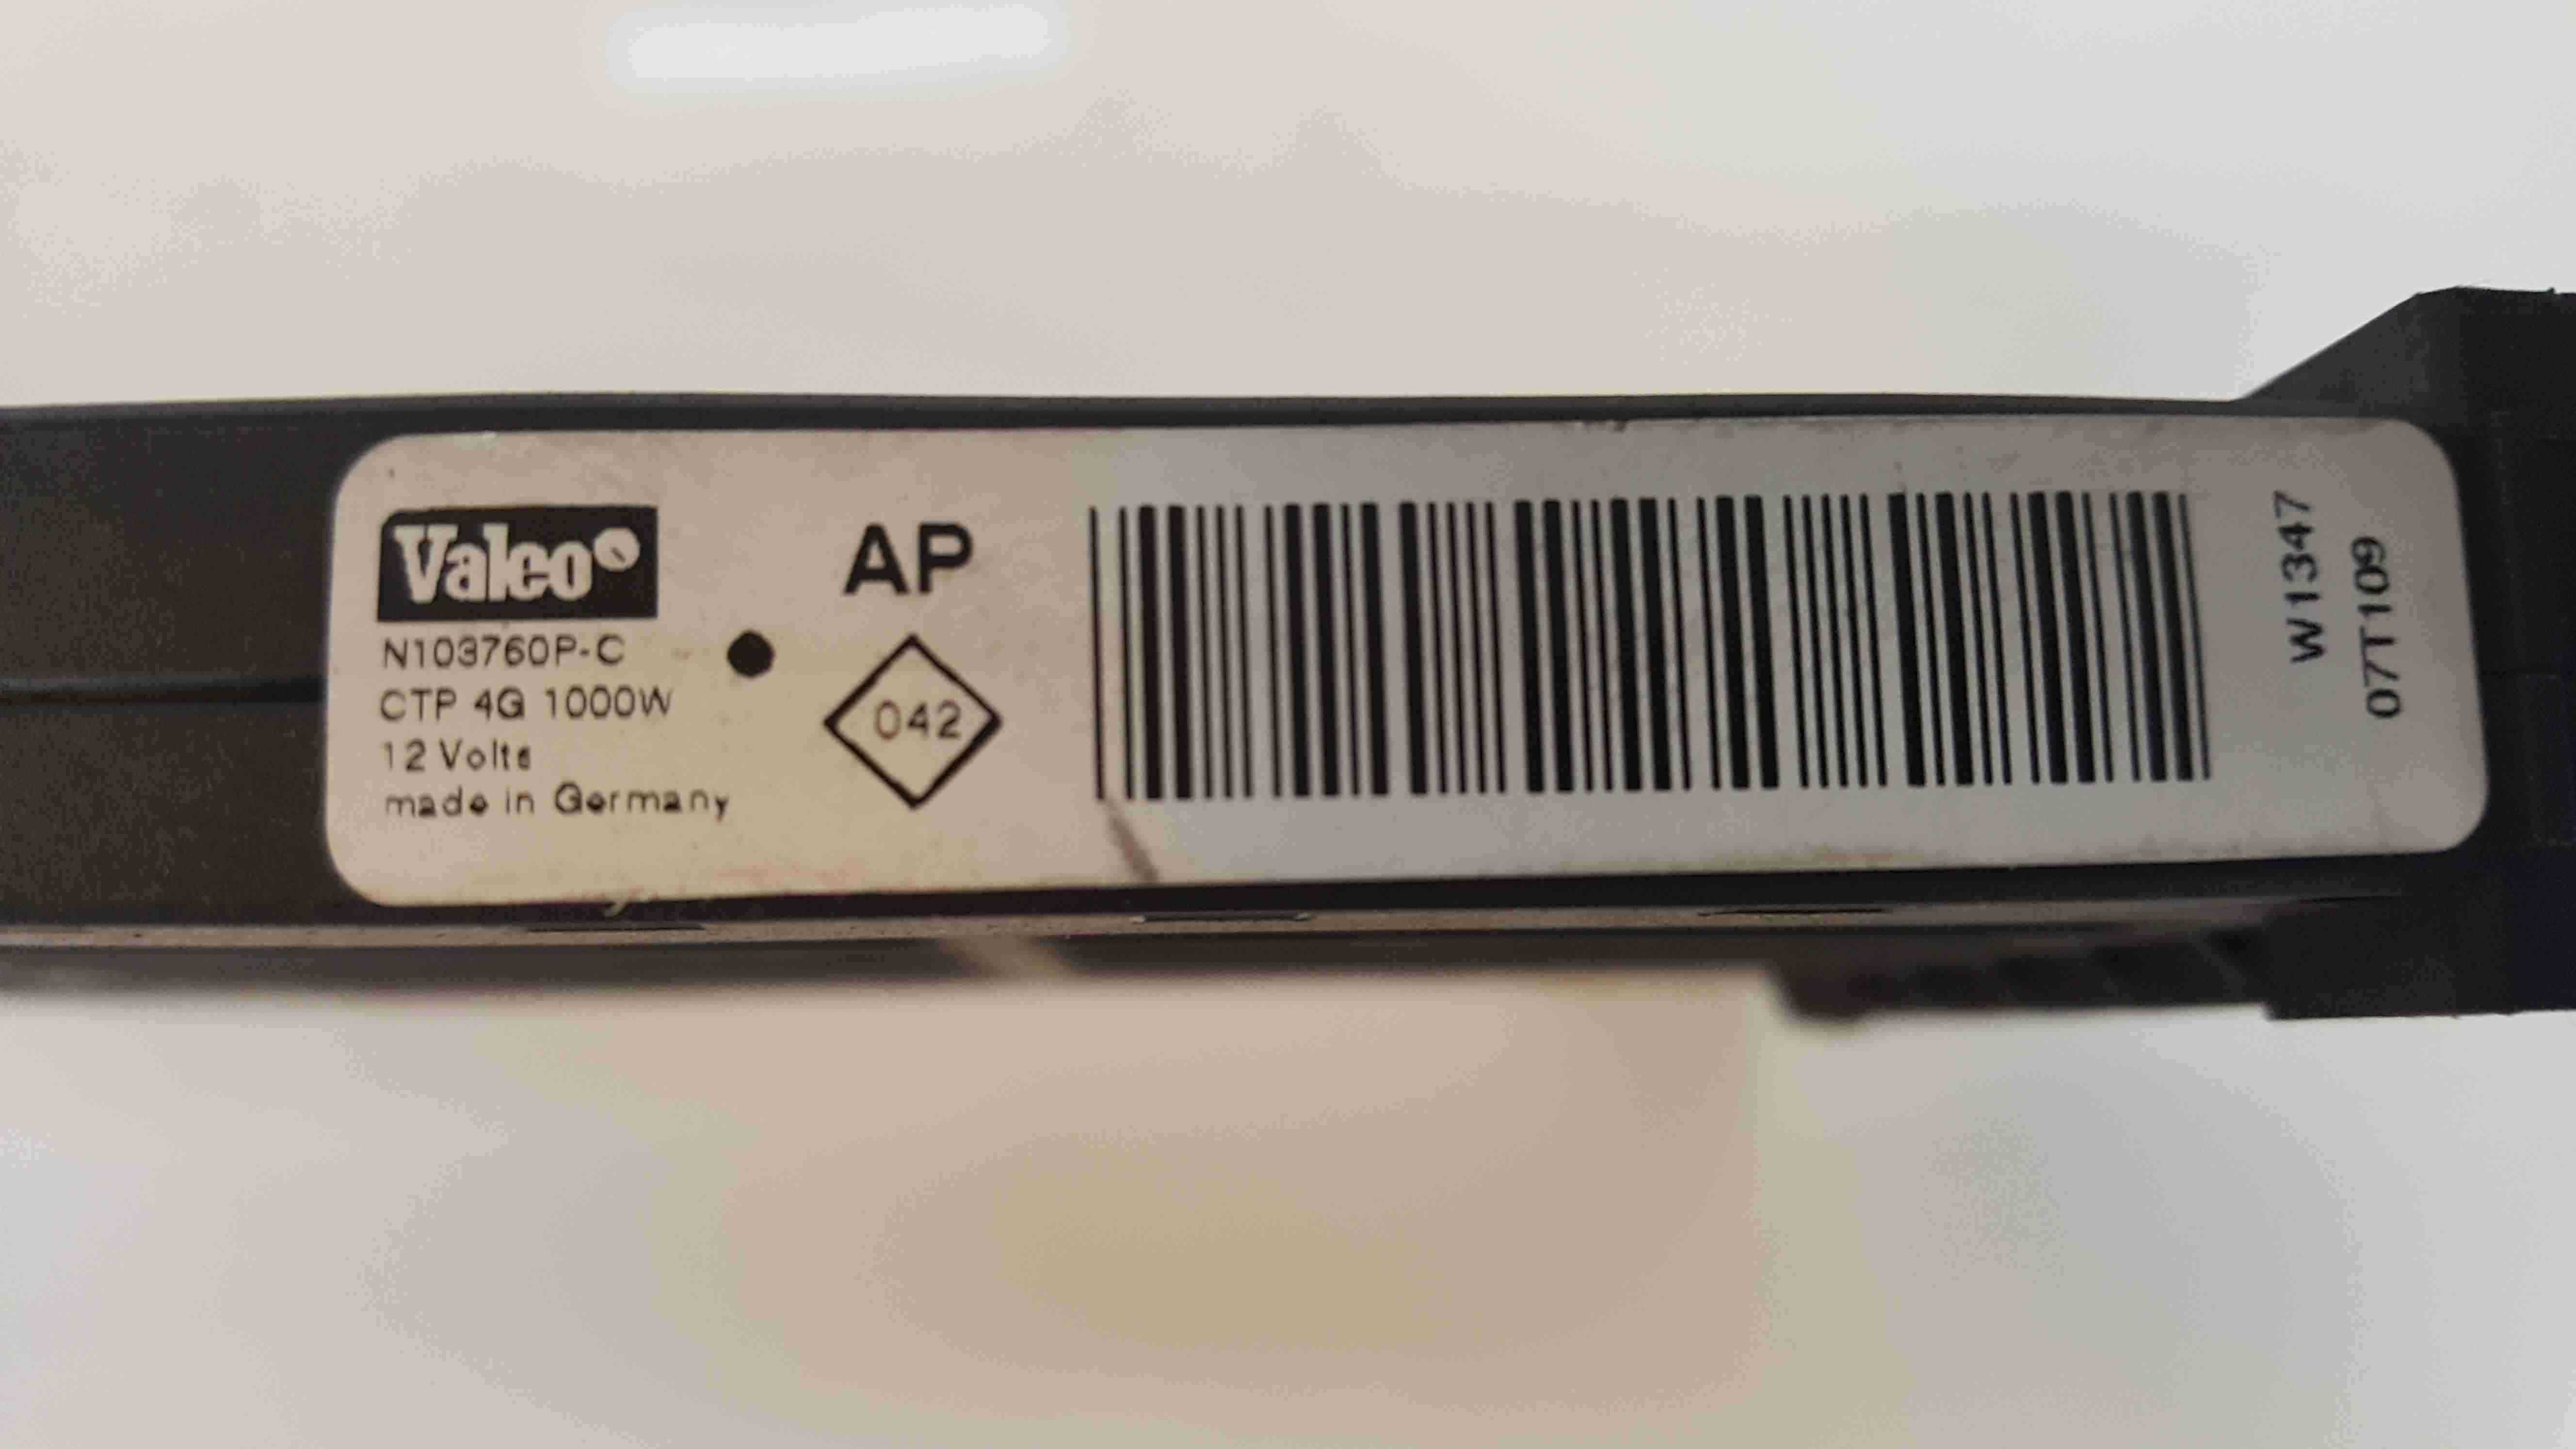 Valeo
N103760P-C
CTP 4G 1000W
12 Volts
made in Germany
AP
042
W1347
07T109